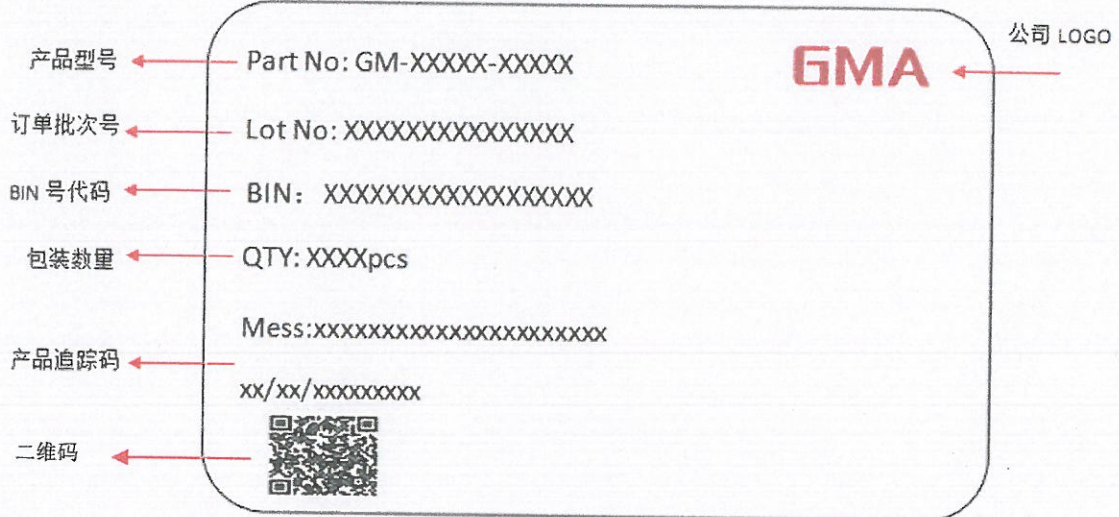 公司 LOGO
产品型号 Part No: GM-XXXXX-XXXXX GMA
订单批次号 Lot No: XXXXXXXXXXXXXXX
BIN 号代码 BIN: XXXXXXXXXXXXXXXXXX
包装数量 QTY: XXXXpcs
Mess:xxxxxxxxxxxxxxxxxxxxxx
产品追踪码
xx/xx/xxxxxxxxx
二维码